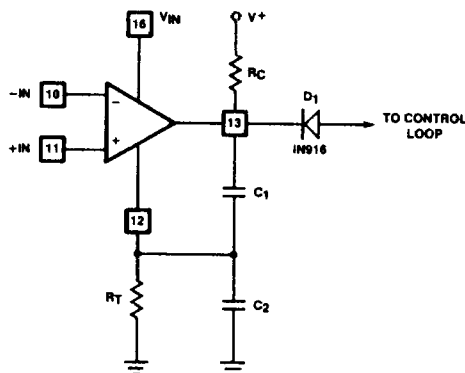 16 VIN V+
RC
-IN 10 − D1
13 TO CONTROL
LOOP
+IN 11 + IN916
C1
12
RT C2